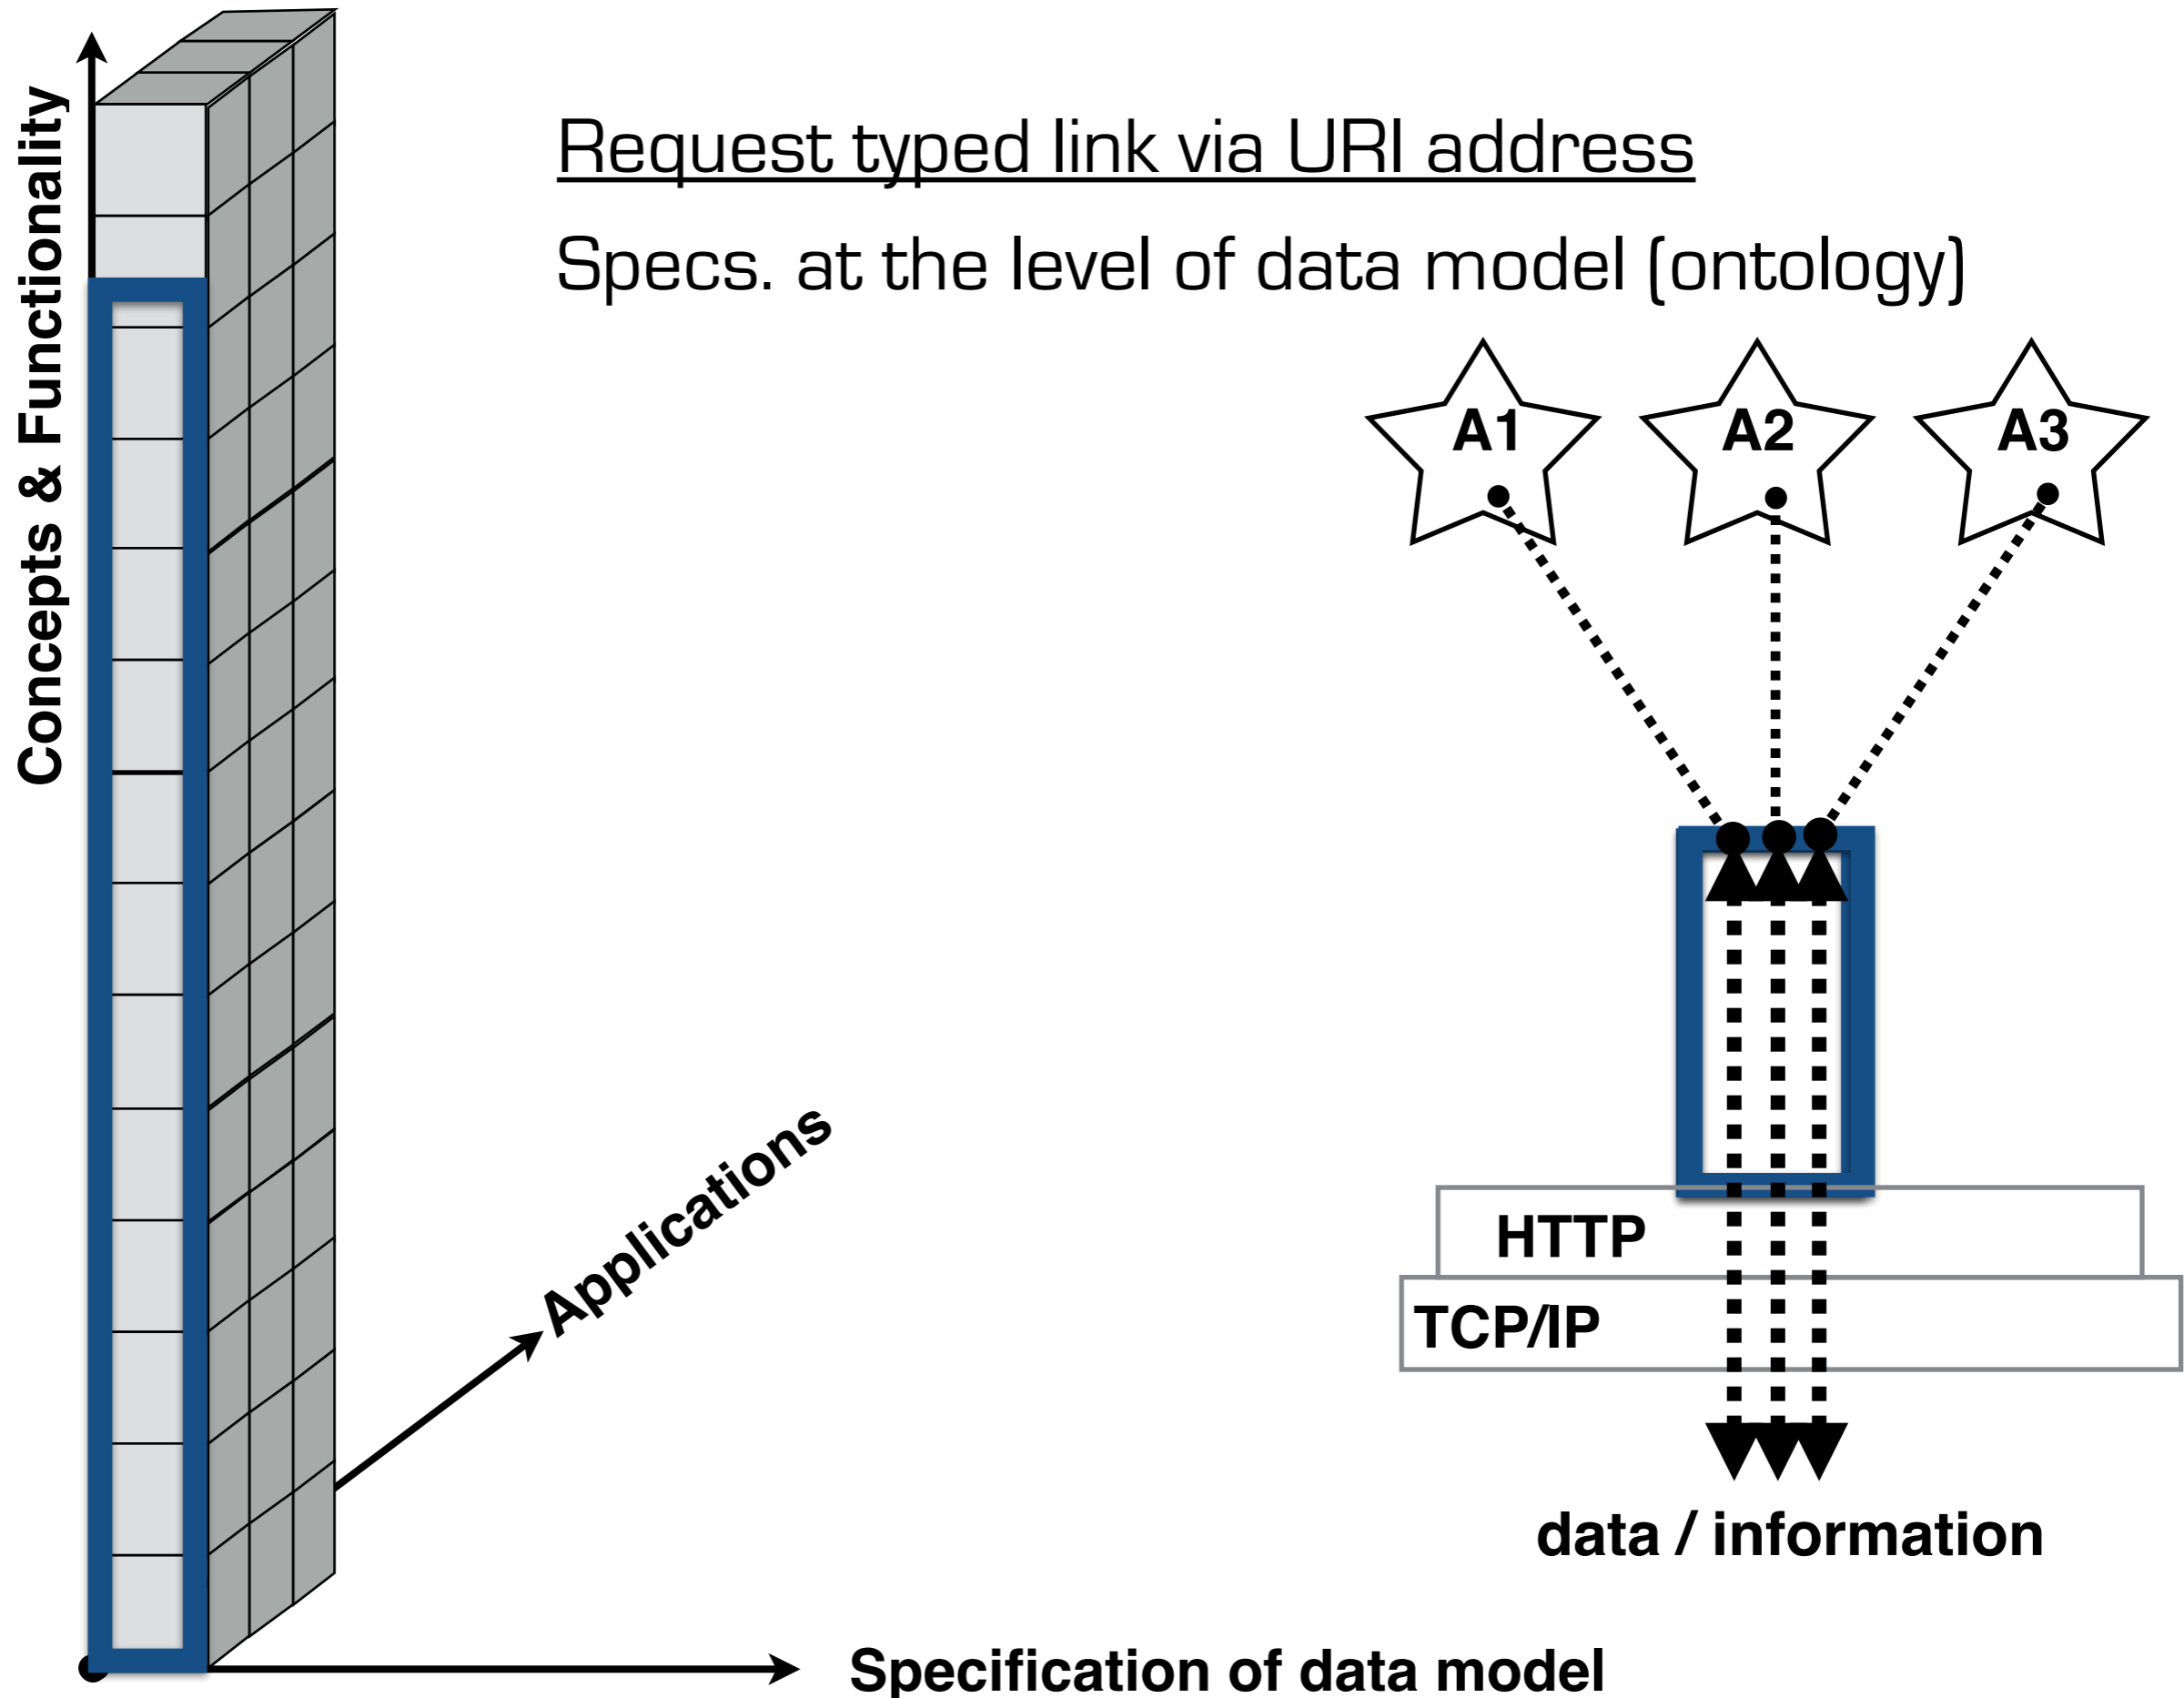 Concepts & Functionality
Request typed link via URI address
Specs. at the level of data model (ontology)
A1 A2 A3
Applications
HTTP
TCP/IP
data / information
Specification of data model